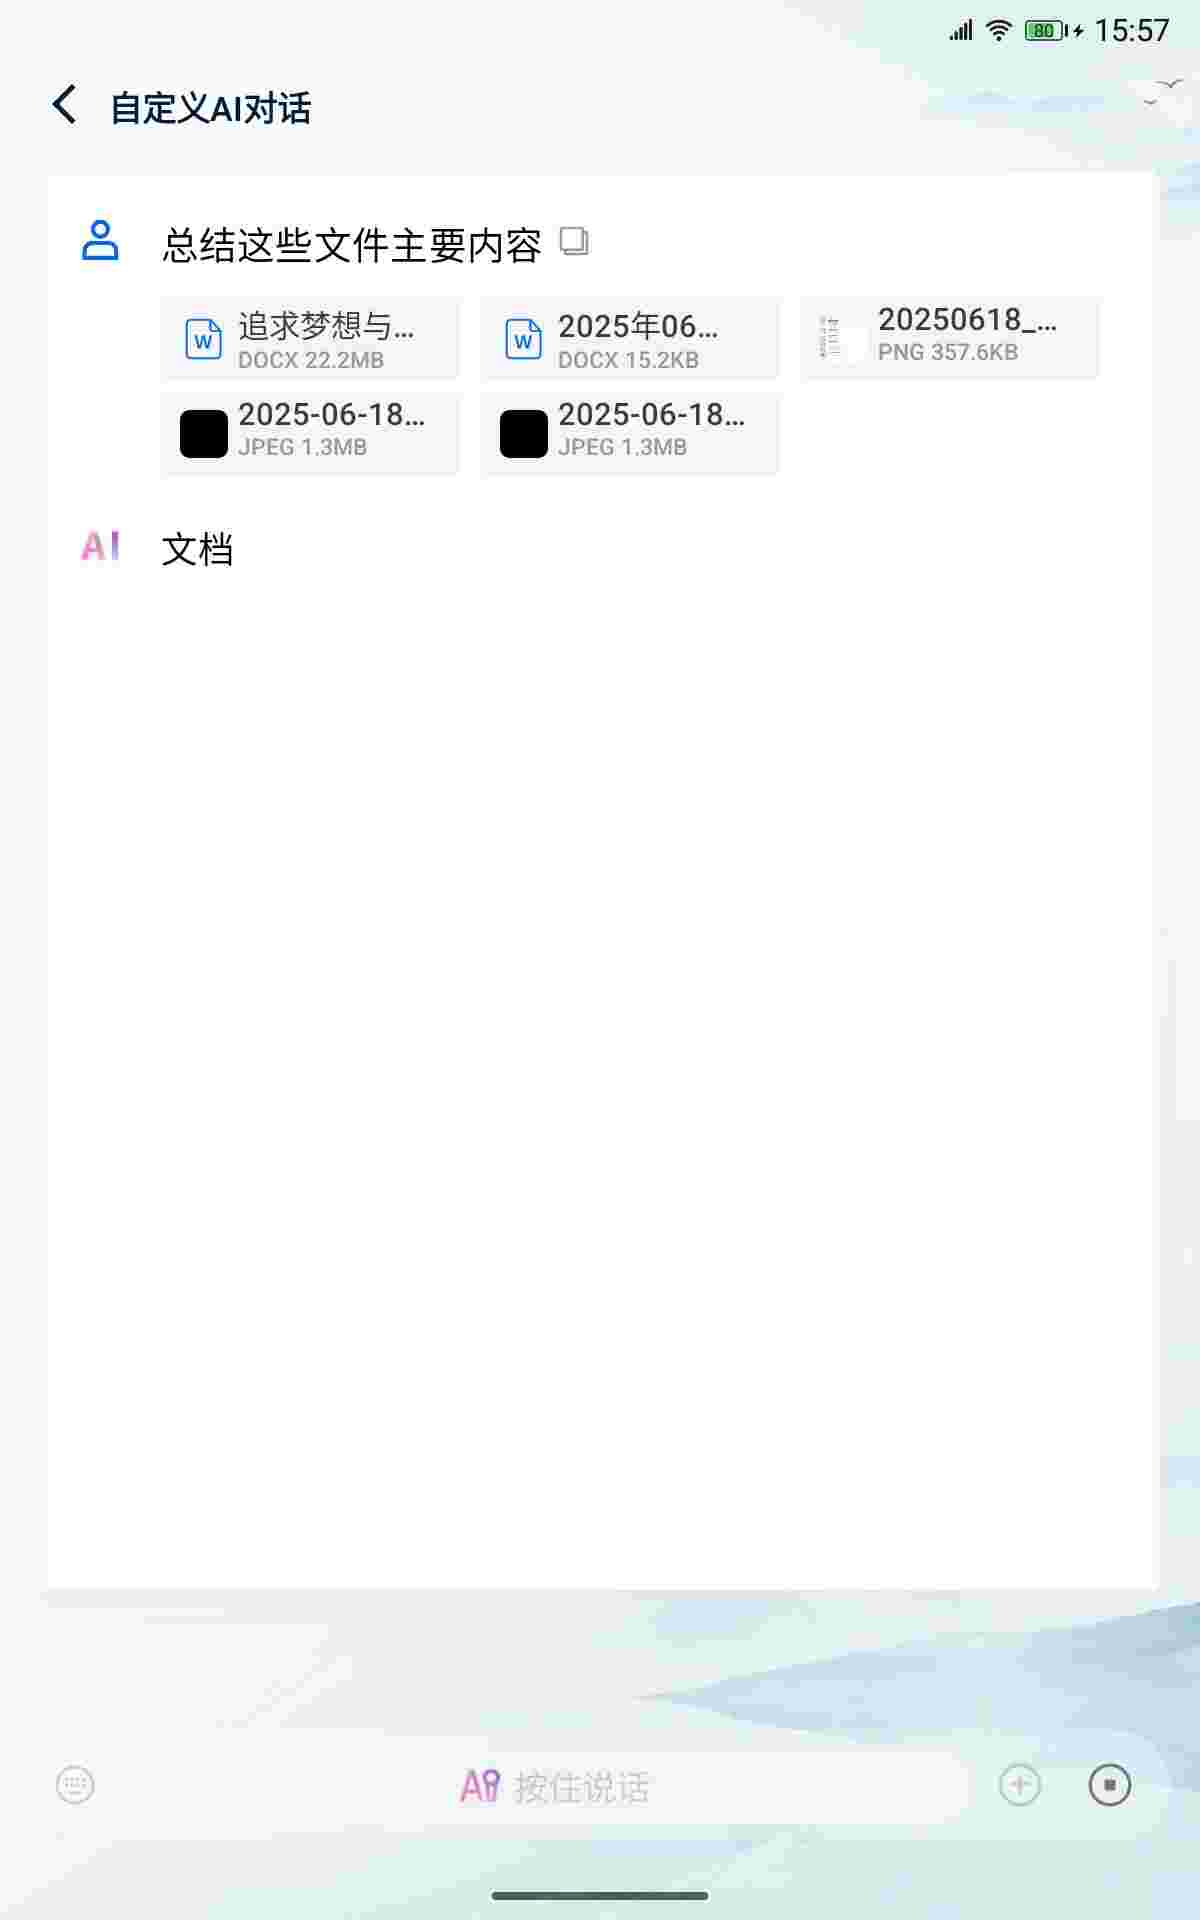 80 15:57
自定义AI对话
总结这些文件主要内容
追求梦想与...
DOCX 22.2MB
2025年06...
DOCX 15.2KB
20250618_...
PNG 357.6KB
2025-06-18...
JPEG 1.3MB
2025-06-18...
JPEG 1.3MB
AI 文档
AI 按住说话